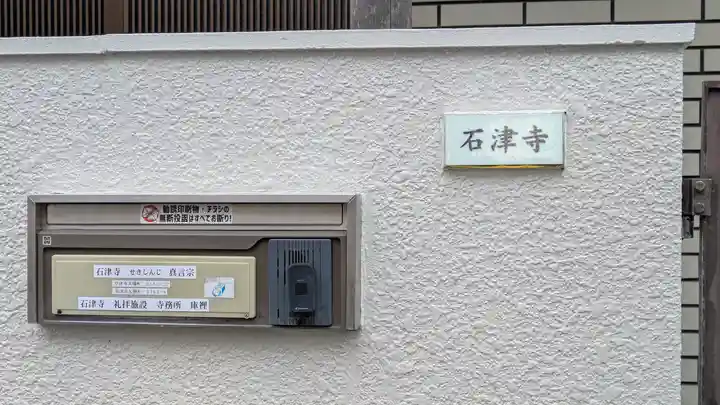 石津寺
勧誘印刷物・チラシの
無断投函はすべてお断り!
石津寺 せきしんじ 真言宗
石津寺 礼拝施設 寺務所 庫裡